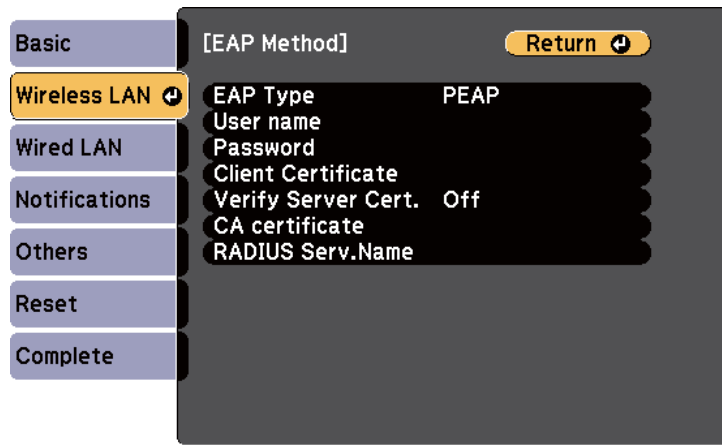 Basic
Wireless LAN
Wired LAN
Notifications
Others
Reset
Complete
[EAP Method]
Return
EAP Type PEAP
User name
Password
Client Certificate
Verify Server Cert. Off
CA certificate
RADIUS Serv.Name